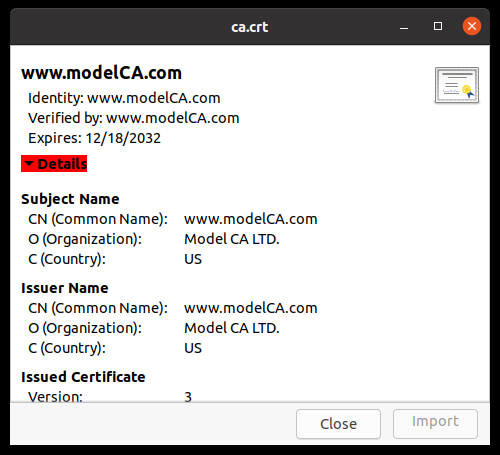 ca.crt
www.modelCA.com
Identity: www.modelCA.com
Verified by: www.modelCA.com
Expires: 12/18/2032
Details
Subject Name
CN (Common Name): www.modelCA.com
O (Organization): Model CA LTD.
C (Country): US
Issuer Name
CN (Common Name): www.modelCA.com
O (Organization): Model CA LTD.
C (Country): US
Issued Certificate
Version: 3
Close Import